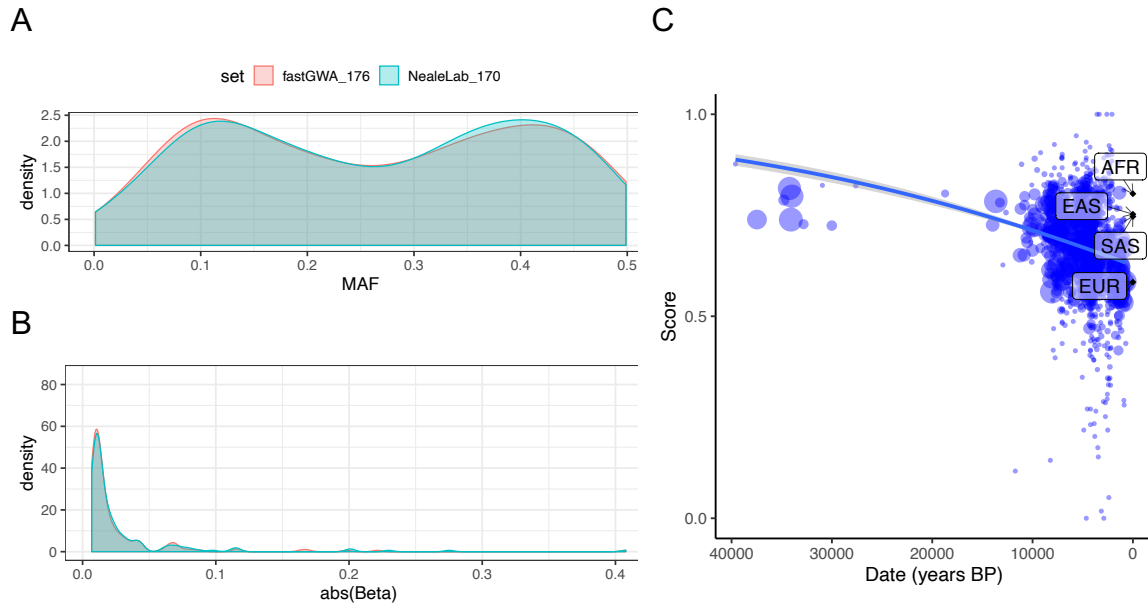 A
set fastGWA_176 NealeLab_170
density
2.5
2.0
1.5
1.0
0.5
0.0
0.0 0.1 0.2 0.3 0.4 0.5
MAF
B
density
80
60
40
20
0
0.0 0.1 0.2 0.3 0.4
abs(Beta)
C
Score
1.0
0.5
0.0
AFR
EAS
SAS
EUR
40000 30000 20000 10000 0
Date (years BP)